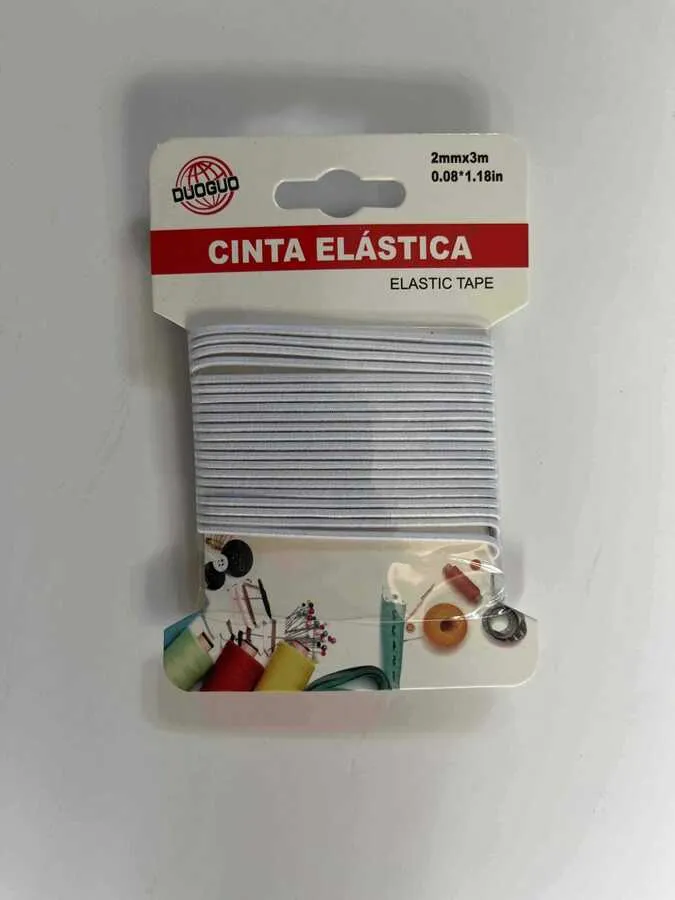 DUOGUO
2mmx3m
0.08*1.18in
CINTA ELÁSTICA
ELASTIC TAPE